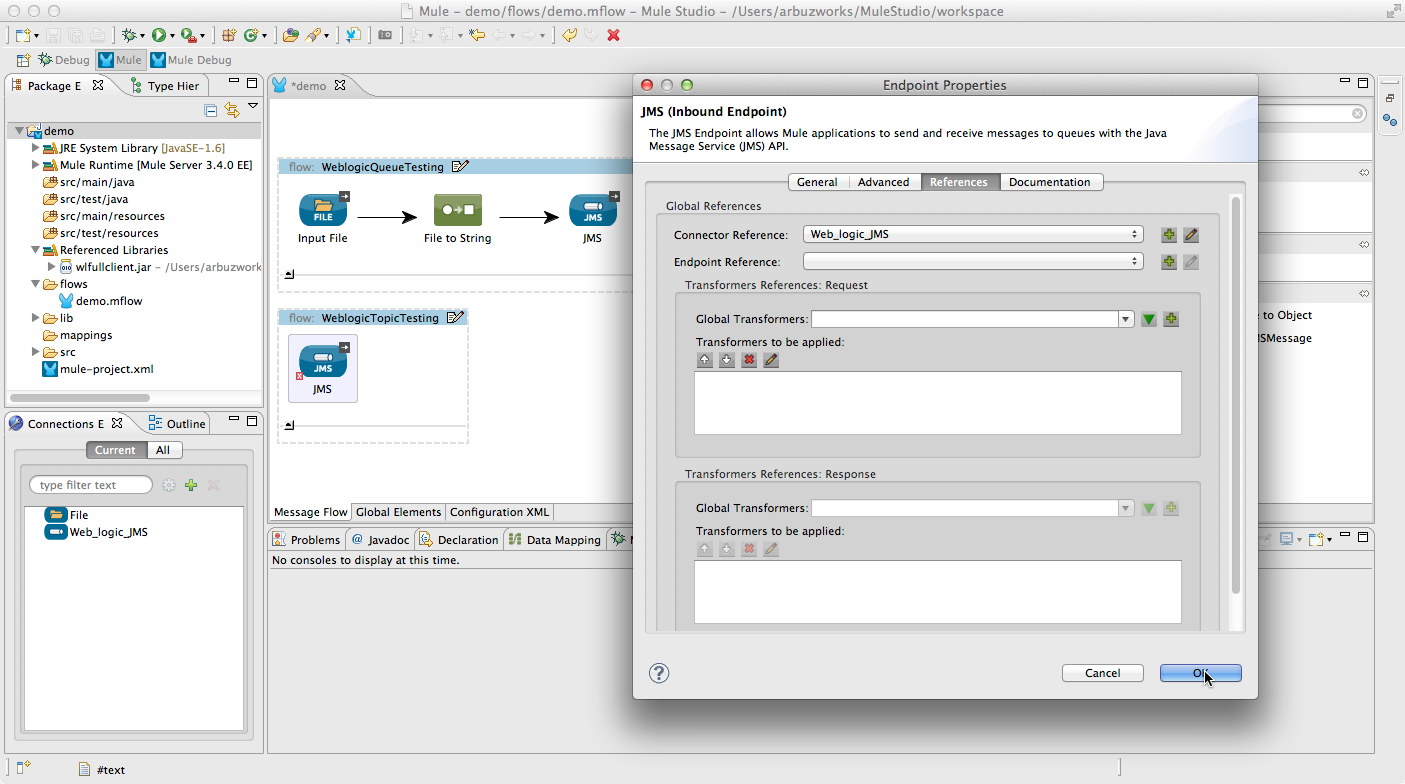 Mule – demo/flows/demo.mflow – Mule Studio – /Users/arbuzworks/MuleStudio/workspace
Debug
Mule
Mule Debug
Package E
Type Hier
demo
JRE System Library [JavaSE-1.6]
Mule Runtime [Mule Server 3.4.0 EE]
src/main/java
src/test/java
src/main/resources
src/test/resources
Referenced Libraries
wlfullclient.jar – /Users/arbuzwork
flows
demo.mflow
lib
mappings
src
mule-project.xml
Connections E
Outline
Current
All
type filter text
File
Web_logic_JMS
#text
*demo
flow: WeblogicQueueTesting
FILE
JMS
Input File
File to String
JMS
flow: WeblogicTopicTesting
JMS
JMS
Message Flow
Global Elements
Configuration XML
Problems
@ Javadoc
Declaration
Data Mapping
No consoles to display at this time.
Endpoint Properties
JMS (Inbound Endpoint)
The JMS Endpoint allows Mule applications to send and receive messages to queues with the Java
Message Service (JMS) API.
General
Advanced
References
Documentation
Global References
Connector Reference:
Web_logic_JMS
Endpoint Reference:
Transformers References: Request
Global Transformers:
Transformers to be applied:
Transformers References: Response
Global Transformers:
Transformers to be applied:
Cancel
OK
to Object
SMessage